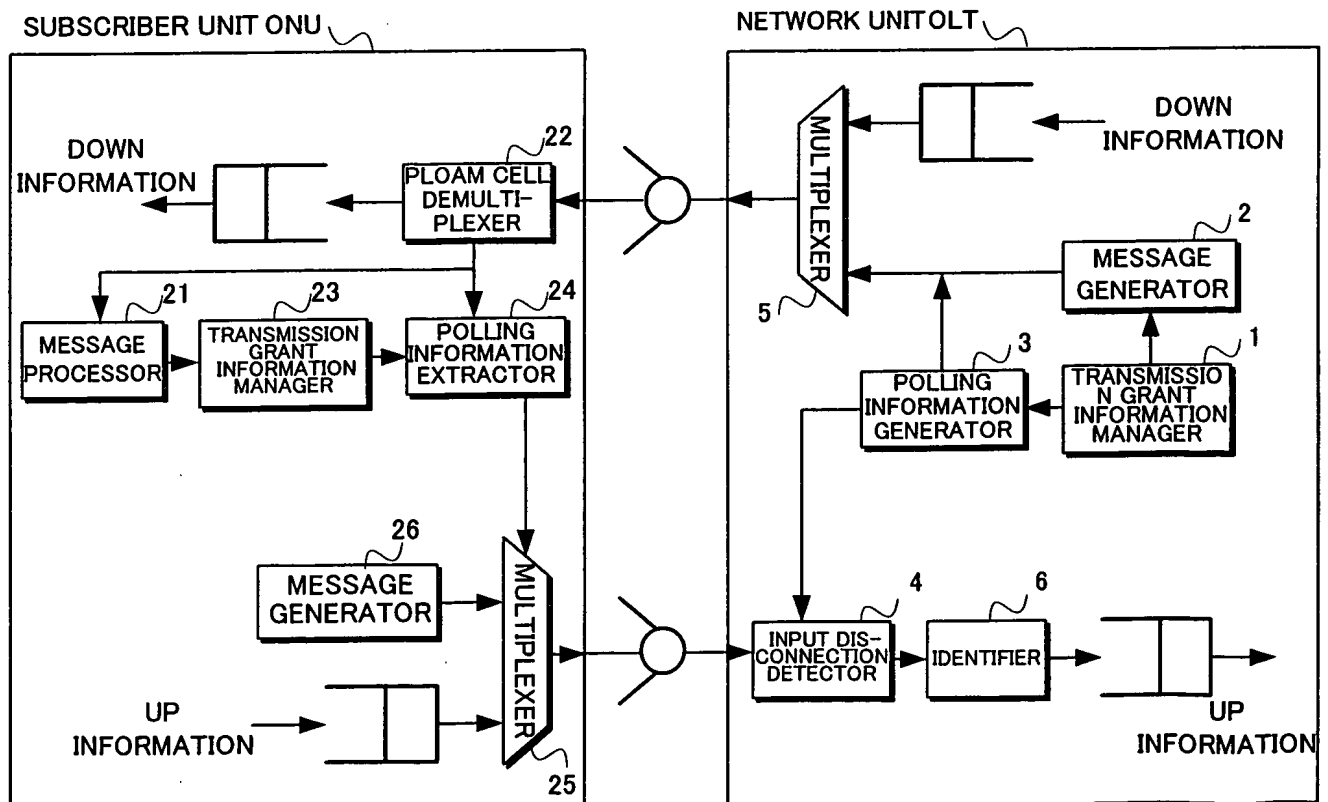 SUBSCRIBER UNIT ONU
NETWORK UNIT OLT
DOWN
INFORMATION
22
PLOAM CELL
DEMULTI-
PLEXER
MULTIPLEXER
5
DOWN
INFORMATION
2
MESSAGE
GENERATOR
21
MESSAGE
PROCESSOR
23
TRANSMISSION
GRANT
INFORMATION
MANAGER
24
POLLING
INFORMATION
EXTRACTOR
3
POLLING
INFORMATION
GENERATOR
1
TRANSMISSIO
N GRANT
INFORMATION
MANAGER
26
MESSAGE
GENERATOR
MULTIPLEXER
25
UP
INFORMATION
4
INPUT DIS-
CONNECTION
DETECTOR
6
IDENTIFIER
UP
INFORMATION